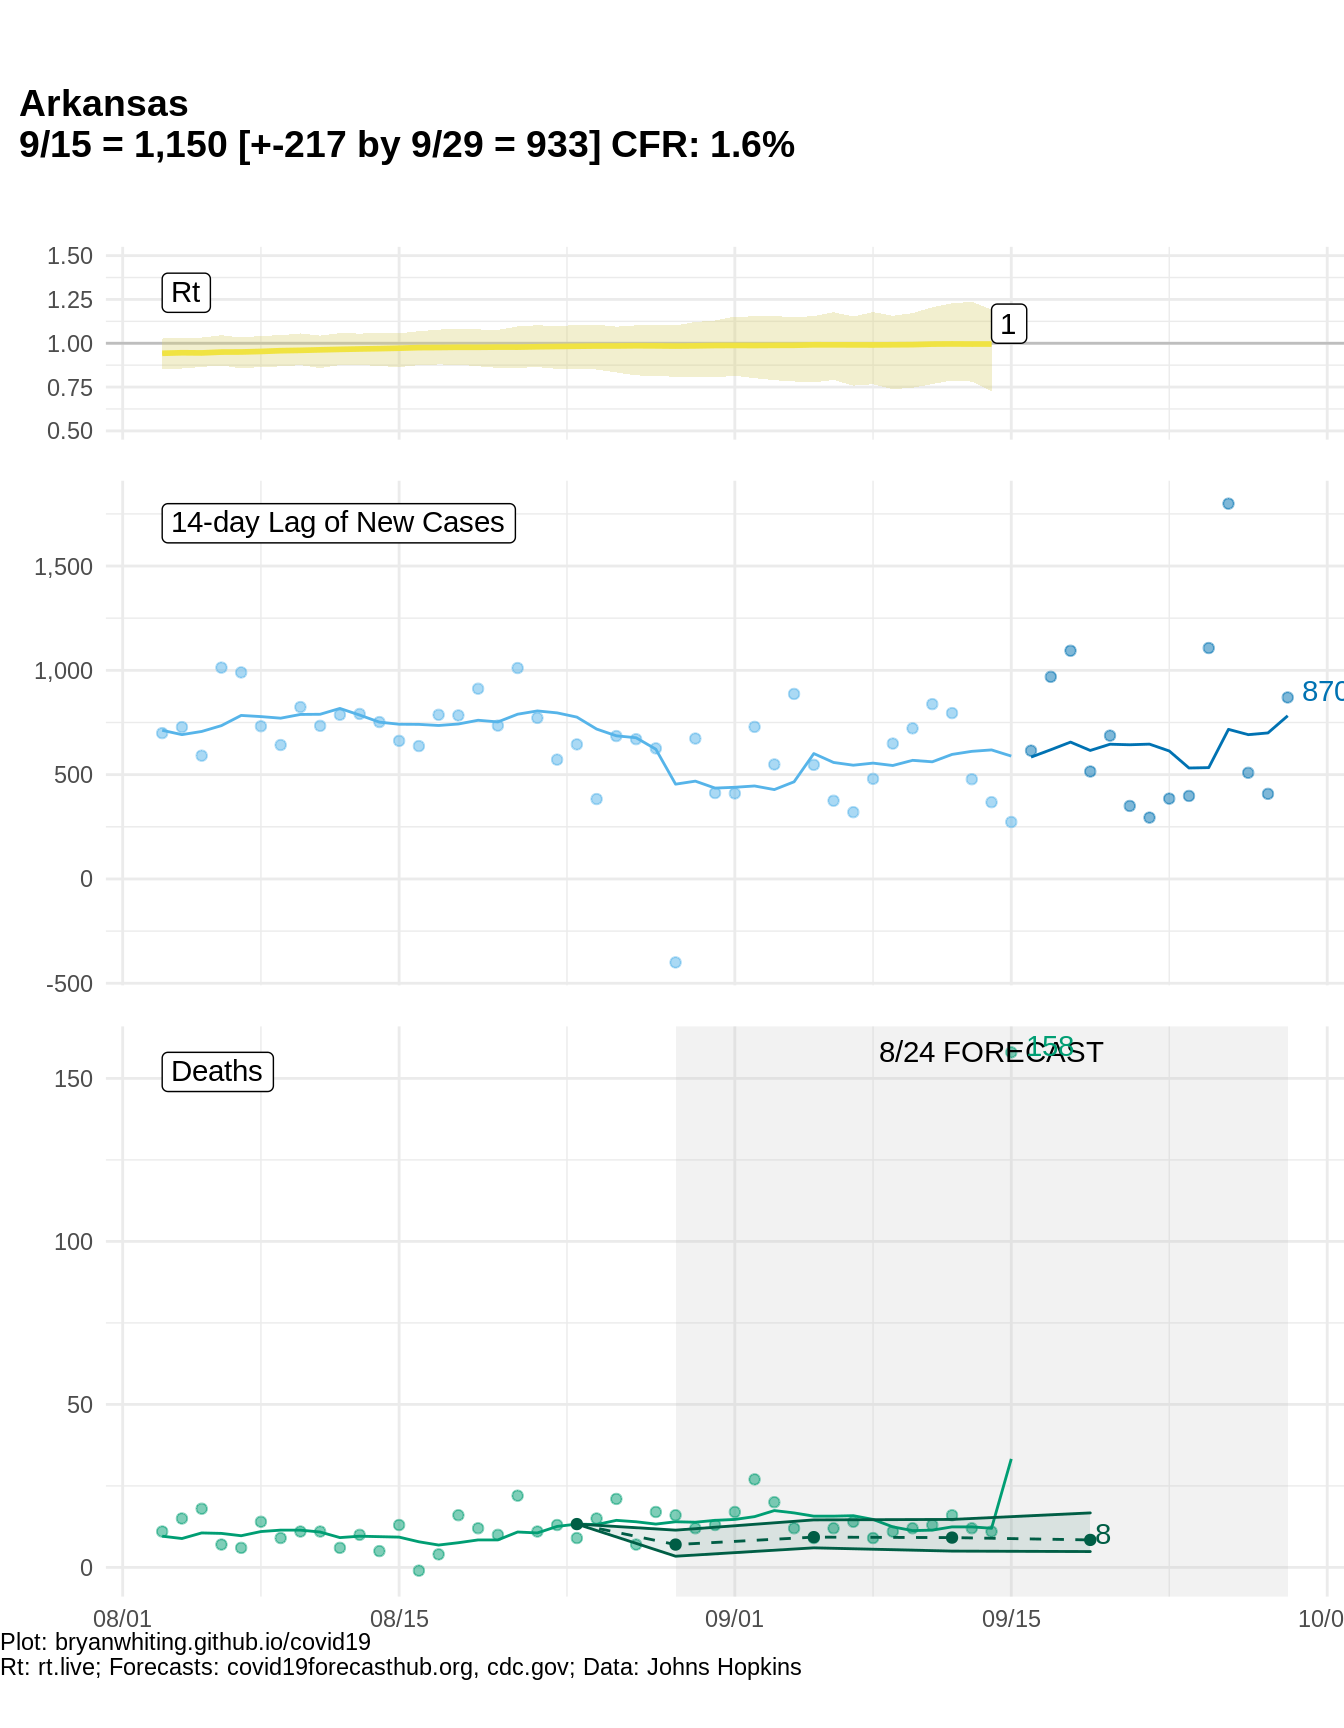 Arkansas
9/15 = 1,150 [+-217 by 9/29 = 933] CFR: 1.6%
1.50
1.25
1.00
0.75
0.50
Rt
1
14-day Lag of New Cases
1,500
1,000
500
0
-500
870
Deaths
8/24 FORECAST
158
150
100
50
0
8
08/01
08/15
09/01
09/15
10/0
Plot: bryanwhiting.github.io/covid19
Rt: rt.live; Forecasts: covid19forecasthub.org, cdc.gov; Data: Johns Hopkins